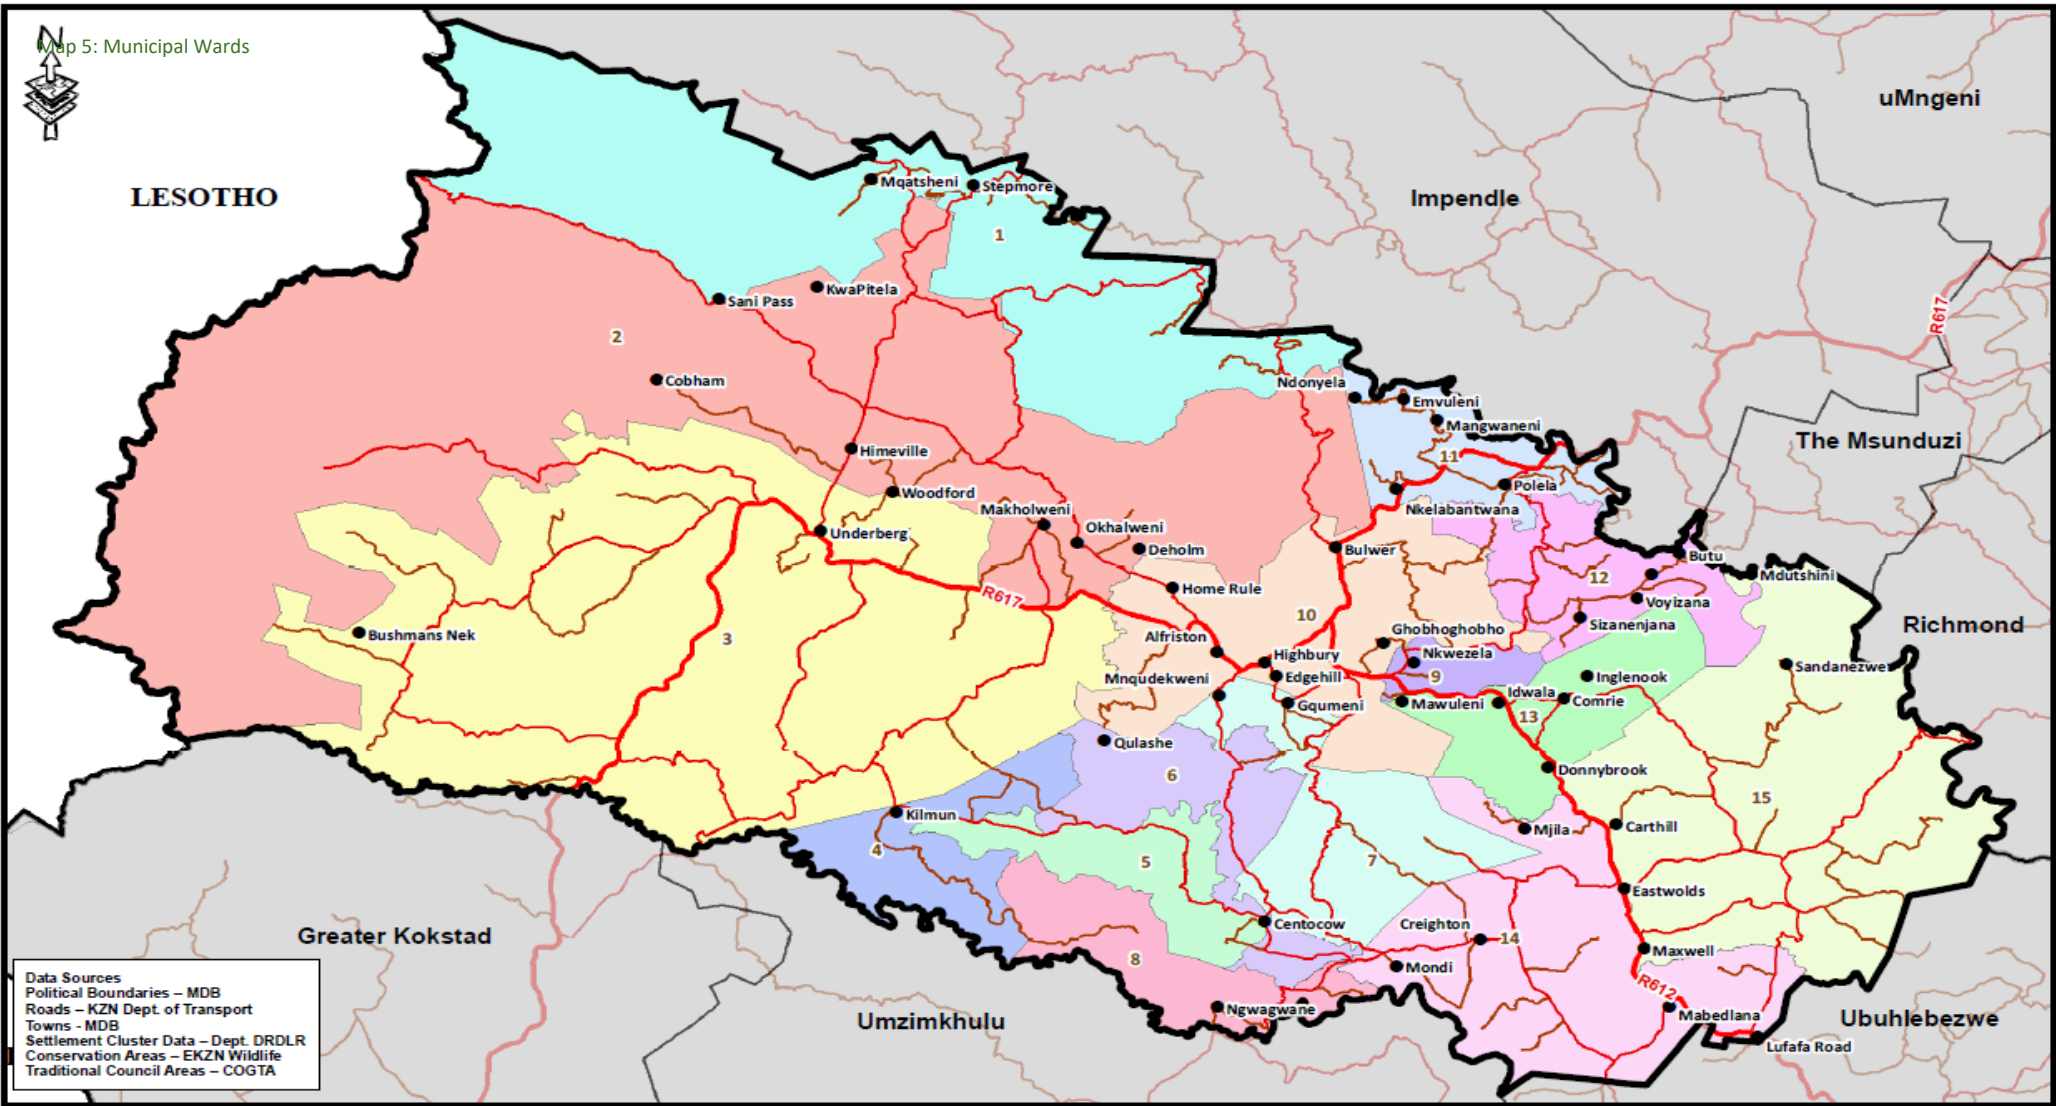 N
Map 5: Municipal Wards
uMngeni
LESOTHO
Impendle
Mqatsheni
Stepmore
1
Sani Pass
KwaPitela
R617
2
Cobham
Ndonyela
Emvuleni
Mangwaneni
The Msunduzi
Himeville
11
Woodford
Polela
Makholweni
Nkelabantwana
Okhalweni
Underberg
Deholm
Bulwer
Butu
12
Mdutshini
Home Rule
R617
Voyizana
10
Sizanenjana
Richmond
Bushmans Nek
3
Alfriston
Ghobhoghobho
Highbury
Nkwezela
Sandanezwe
Mnqudekweni
Edgehill
9
Inglenook
Gqumeni
Mawuleni
Idwala
Comrie
13
Qulashe
6
Donnybrook
15
Kilmun
Mjila
Carthill
4
5
7
Eastwolds
Centocow
Creighton
14
Greater Kokstad
Maxwell
8
Mondi
R612
Ngwagwane
Mabedlana
Umzimkhulu
Ubuhlebezwe
Lufafa Road
Data Sources
Political Boundaries – MDB
Roads – KZN Dept. of Transport
Towns - MDB
Settlement Cluster Data – Dept. DRDLR
Conservation Areas – EKZN Wildlife
Traditional Council Areas – COGTA